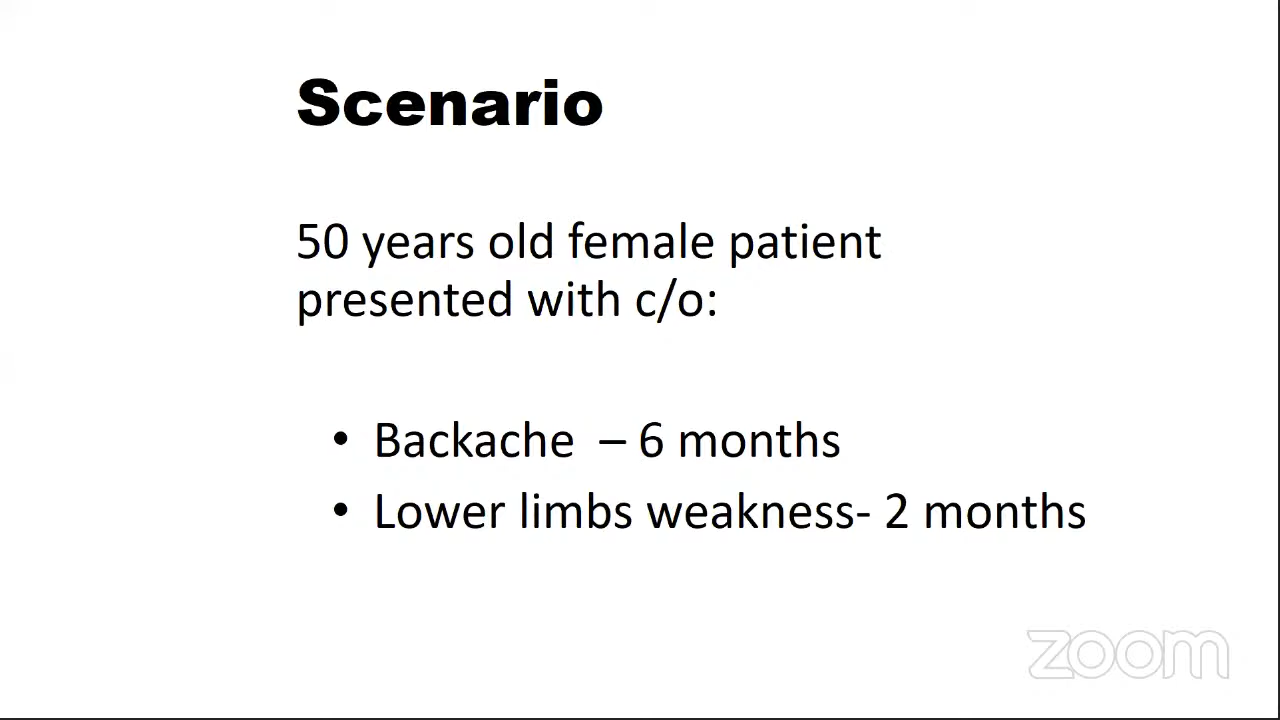 Scenario
50 years old female patient
presented with c/o:
• Backache – 6 months
• Lower limbs weakness- 2 months
zoom